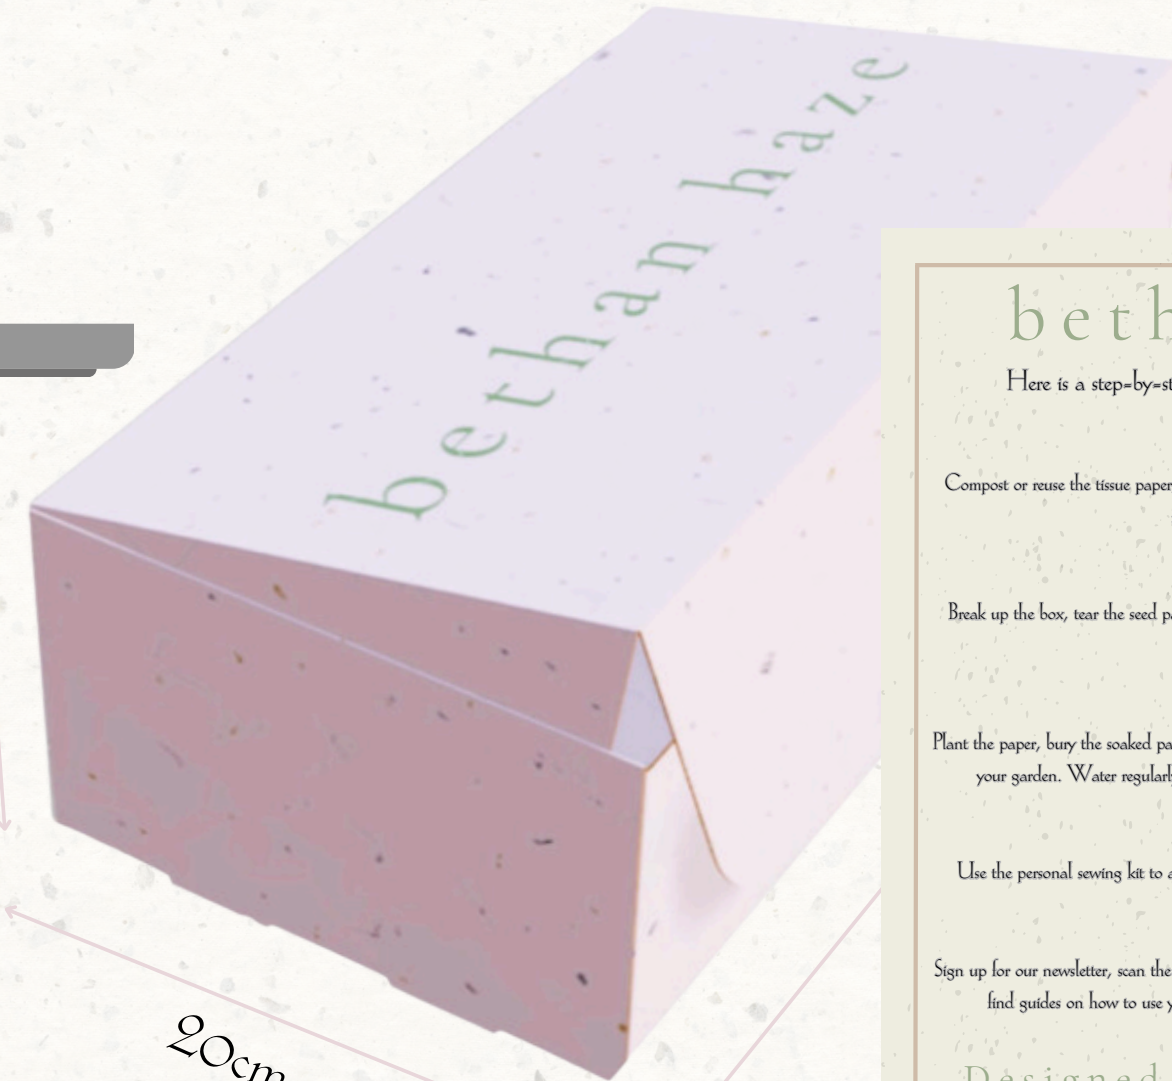 bethan haze
beth
Here is a step-by-st
Compost or reuse the tissue paper
Break up the box, tear the seed pa
Plant the paper, bury the soaked pa
your garden. Water regularly
Use the personal sewing kit to a
Sign up for our newsletter, scan the
find guides on how to use y
Designed
20cm